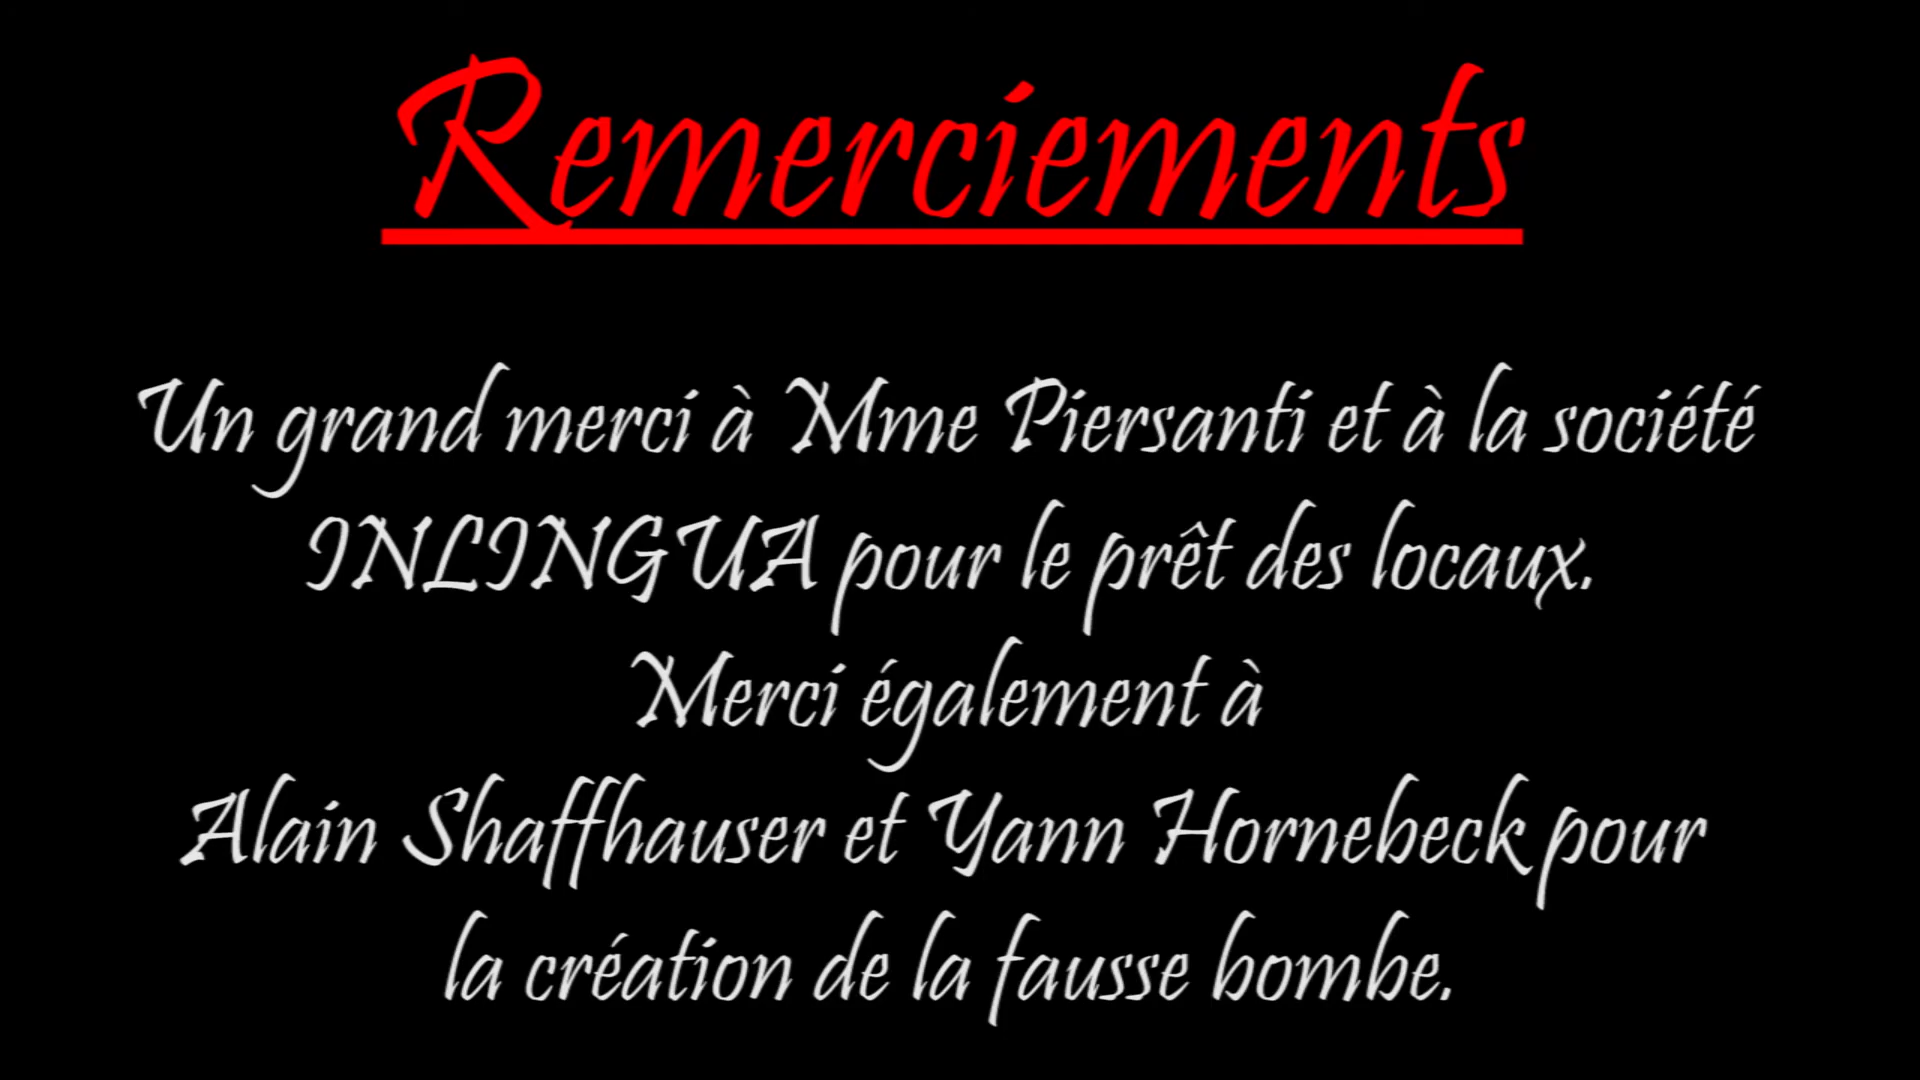 Remerciements
Un grand merci à Mme Piersanti et à la société
INLINGUA pour le prêt des locaux.
Merci également à
Alain Shaffhauser et Yann Hornebeck pour
la création de la fausse bombe.